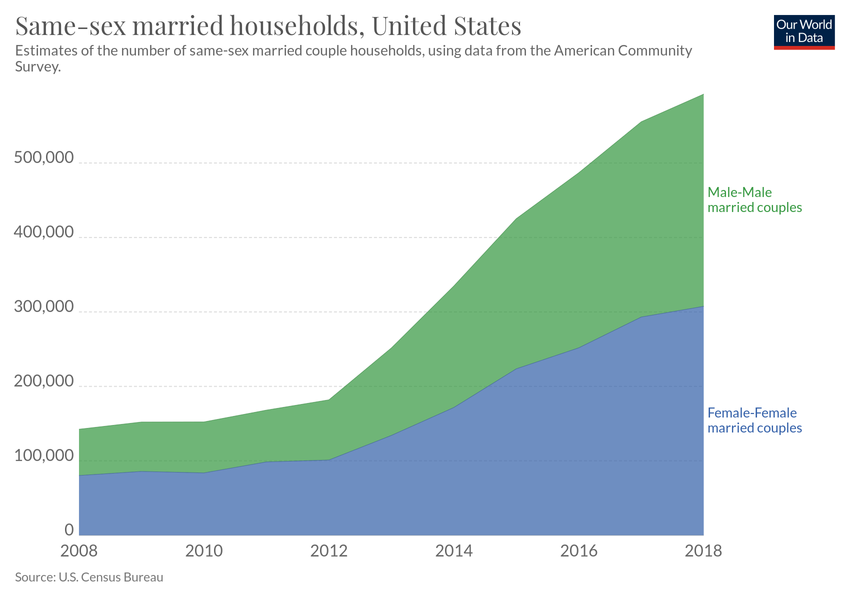 Same-sex married households, United States
Our World
in Data
Estimates of the number of same-sex married couple households, using data from the American Community
Survey.
500,000
400,000
300,000
200,000
100,000
0
Male-Male
married couples
Female-Female
married couples
2008 2010 2012 2014 2016 2018
Source: U.S. Census Bureau